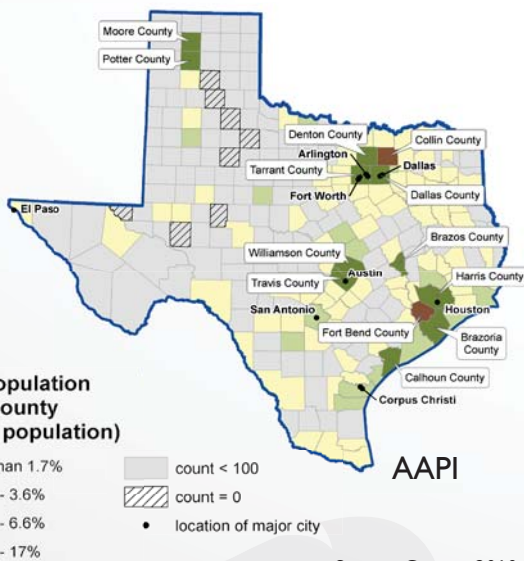 Moore County
Potter County
Denton County
Collin County
Arlington
Dallas
Tarrant County
Fort Worth
Dallas County
El Paso
Brazos County
Williamson County
Harris County
Austin
Travis County
San Antonio
Houston
Fort Bend County
Brazoria
County
Calhoun County
Corpus Christi
AAPI
opulation
ounty
population)
han 1.7%
- 3.6%
- 6.6%
- 17%
count < 100
count = 0
location of major city